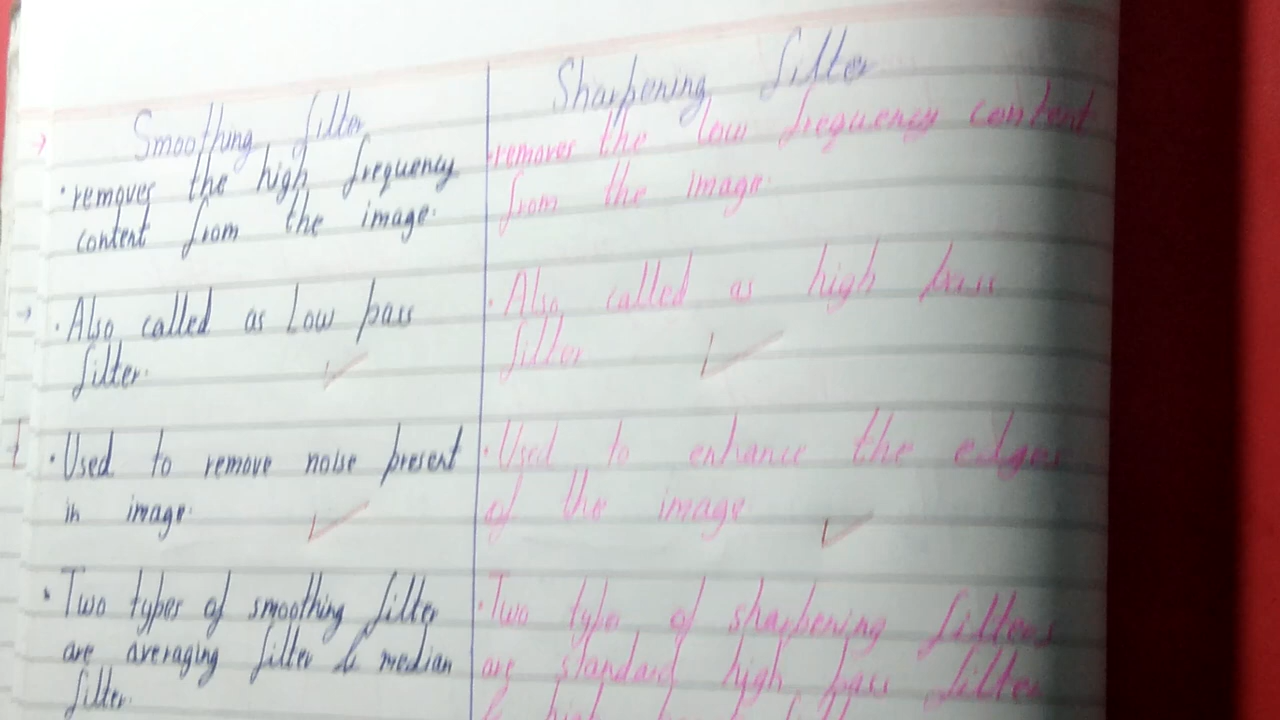 Smoothing filter
• removes the high frequency
content from the image.
• Also called as Low pass
filter.
• Used to remove noise present
in image.
• Two types of smoothing filter
are averaging filter & median
filter.
Sharpening filter
• removes the low frequency content
from the image.
• Also called as high pass
filter
• Used to enhance the edges
of the image
• Two type of sharpening filters
are standard high pass filter
& high